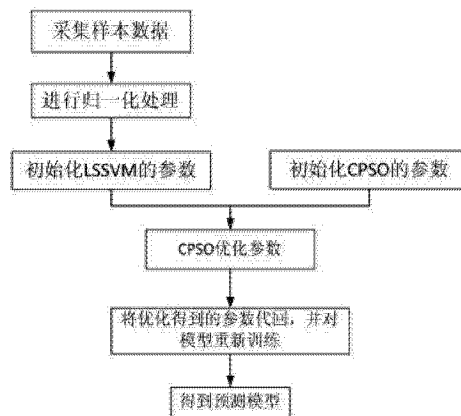 采集样本数据
进行归一化处理
初始化LSSVM的参数
初始化CPSO的参数
CPSO优化参数
将优化得到的参数代回，并对
模型重新训练
得到预测模型